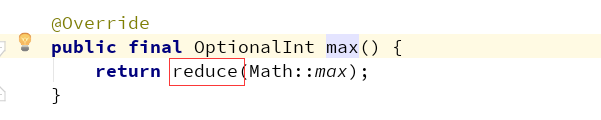 @Override
public final OptionalInt max() {
return reduce(Math::max);
}